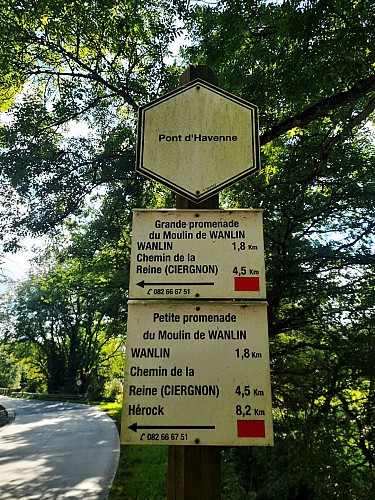 Pont d'Havenne
Grande promenade
du Moulin de WANLIN
WANLIN 1,8 Km
Chemin de la
Reine (CIERGNON) 4,5 Km
✆ 082 66 67 51
Petite promenade
du Moulin de WANLIN
WANLIN 1,8 Km
Chemin de la
Reine (CIERGNON) 4,5 Km
Hérock 8,2 Km
✆ 082 66 67 51